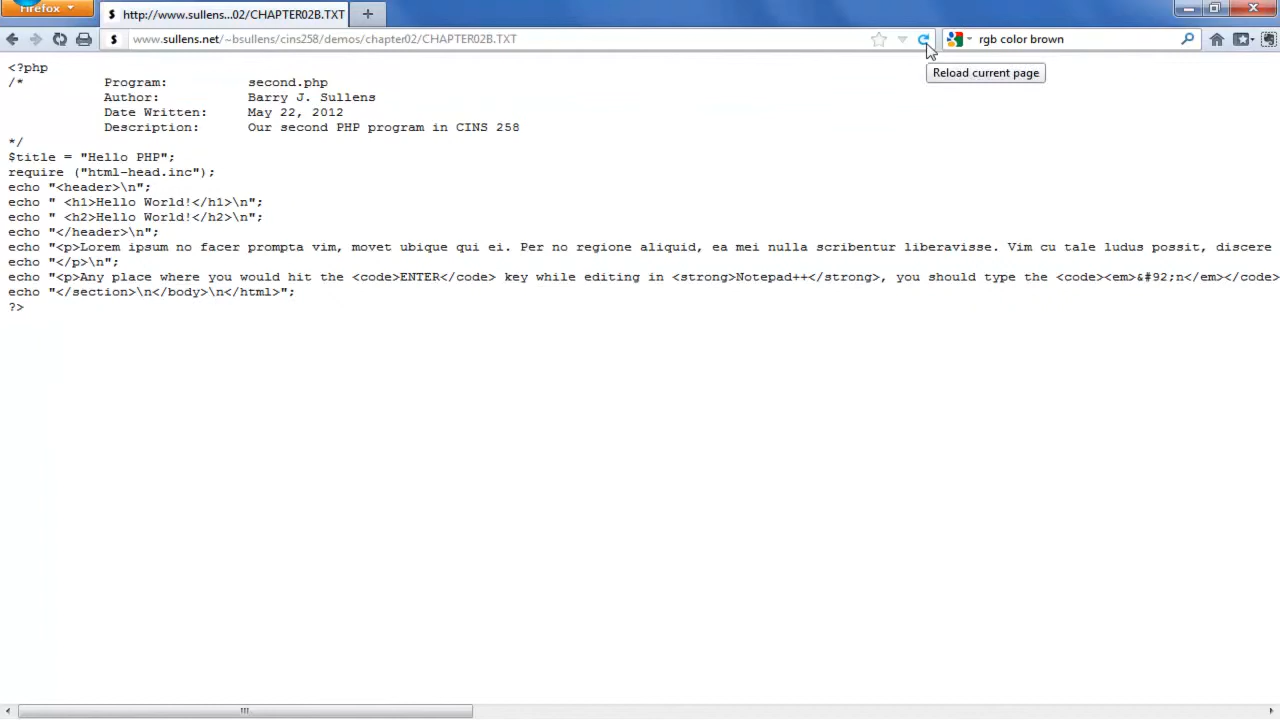 Firefox
http://www.sullens...02/CHAPTER02B.TXT
www.sullens.net/~bsullens/cins258/demos/chapter02/CHAPTER02B.TXT
rgb color brown
Reload current page
<?php
/* Program: second.php
Author: Barry J. Sullens
Date Written: May 22, 2012
Description: Our second PHP program in CINS 258
*/
$title = "Hello PHP";
require ("html-head.inc");
echo "<header>\n";
echo " <h1>Hello World!</h1>\n";
echo " <h2>Hello World!</h2>\n";
echo "</header>\n";
echo "<p>Lorem ipsum no facer prompta vim, movet ubique qui ei. Per no regione aliquid, ea mei nulla scribentur liberavisse. Vim cu tale ludus possit, discere
echo "</p>\n";
echo "<p>Any place where you would hit the <code>ENTER</code> key while editing in <strong>Notepad++</strong>, you should type the <code><em>&#92;n</em></code>
echo "</section>\n</body>\n</html>";
?>